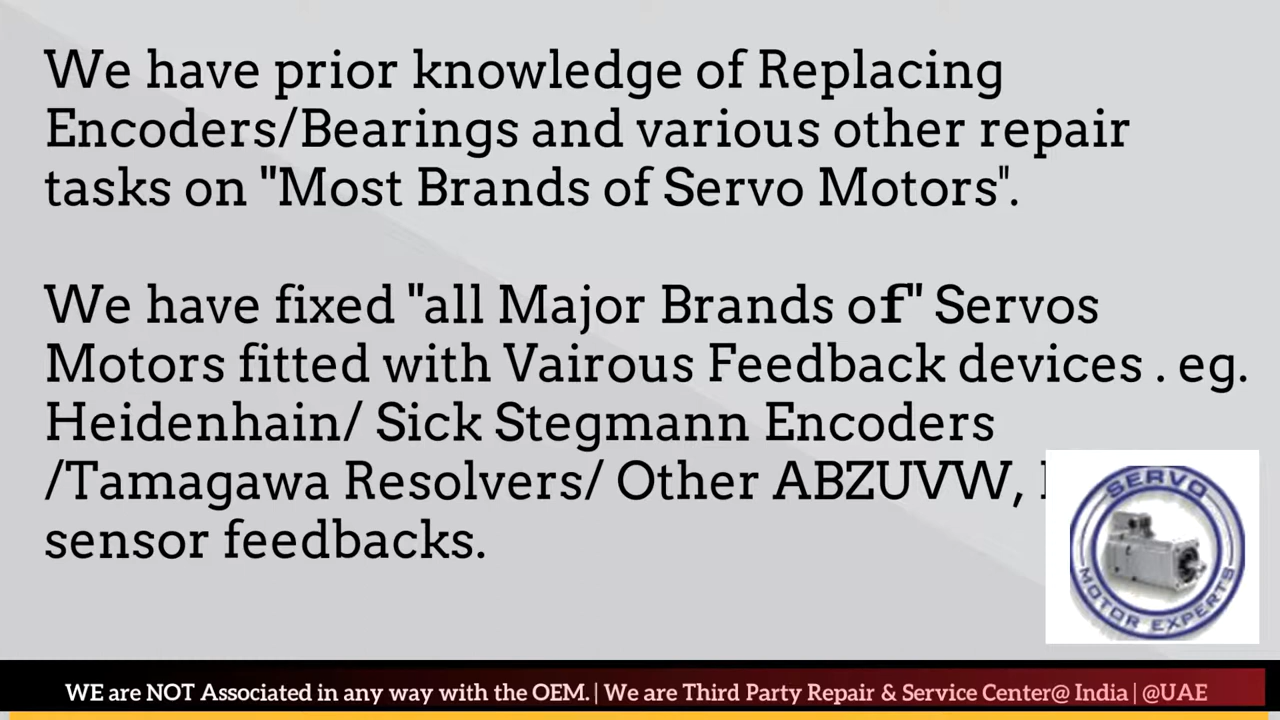 We have prior knowledge of Replacing
Encoders/Bearings and various other repair
tasks on "Most Brands of Servo Motors".
We have fixed "all Major Brands of" Servos
Motors fitted with Vairous Feedback devices . eg.
Heidenhain/ Sick Stegmann Encoders
/Tamagawa Resolvers/ Other ABZUVW,
sensor feedbacks.
SERVO
MOTOR EXPERTS
WE are NOT Associated in any way with the OEM. | We are Third Party Repair & Service Center@ India | @UAE